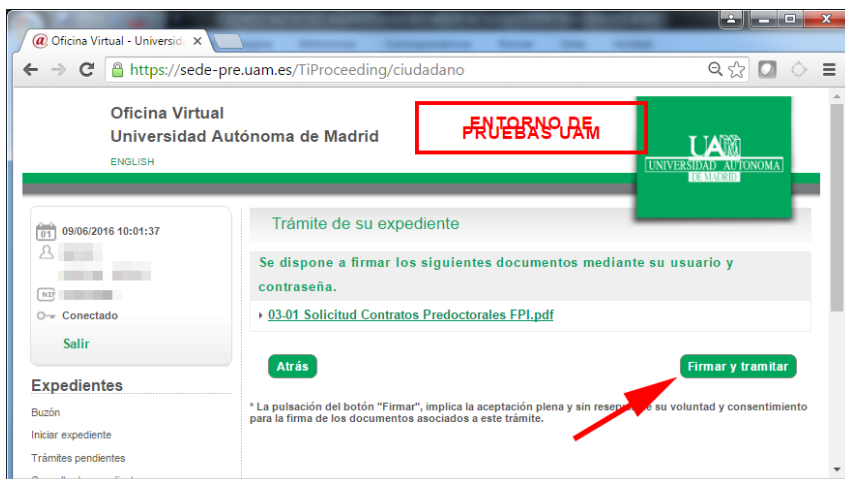 Oficina Virtual - Universid
https://sede-pre.uam.es/TiProceeding/ciudadano
Oficina Virtual
Universidad Autónoma de Madrid
ENGLISH
ENTORNO DE
PRUEBAS UAM
UAM
UNIVERSIDAD AUTONOMA
DE MADRID
09/06/2016 10:01:37
NIF
Conectado
Salir
Expedientes
Buzón
Iniciar expediente
Trámites pendientes
Trámite de su expediente
Se dispone a firmar los siguientes documentos mediante su usuario y
contraseña.
03-01 Solicitud Contratos Predoctorales FPI.pdf
Atrás
Firmar y tramitar
* La pulsación del botón "Firmar", implica la aceptación plena y sin su voluntad y consentimiento
para la firma de los documentos asociados a este trámite.